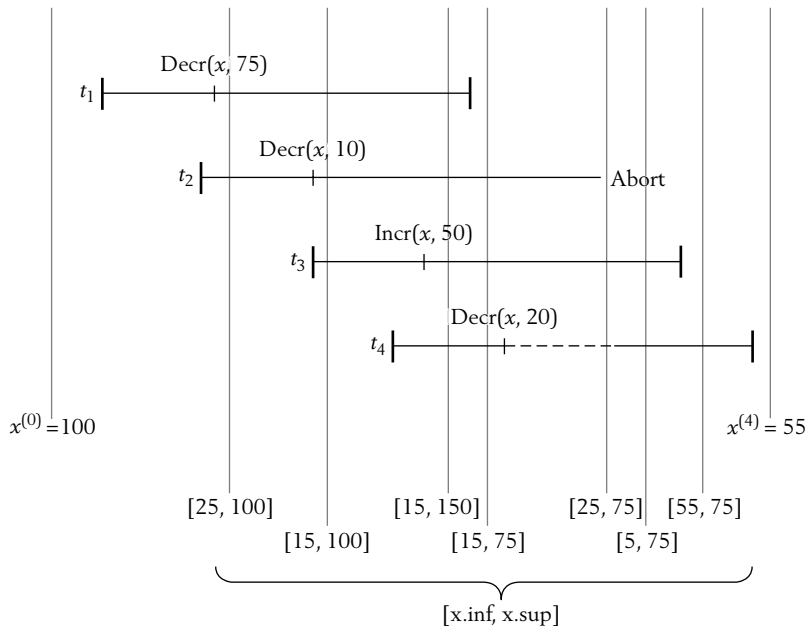 Decr(x, 75)
t1
Decr(x, 10)
t2
Abort
Incr(x, 50)
t3
Decr(x, 20)
t4
x(0) = 100
x(4) = 55
[25, 100]
[15, 150]
[25, 75]
[55, 75]
[15, 100]
[15, 75]
[5, 75]
[x.inf, x.sup]